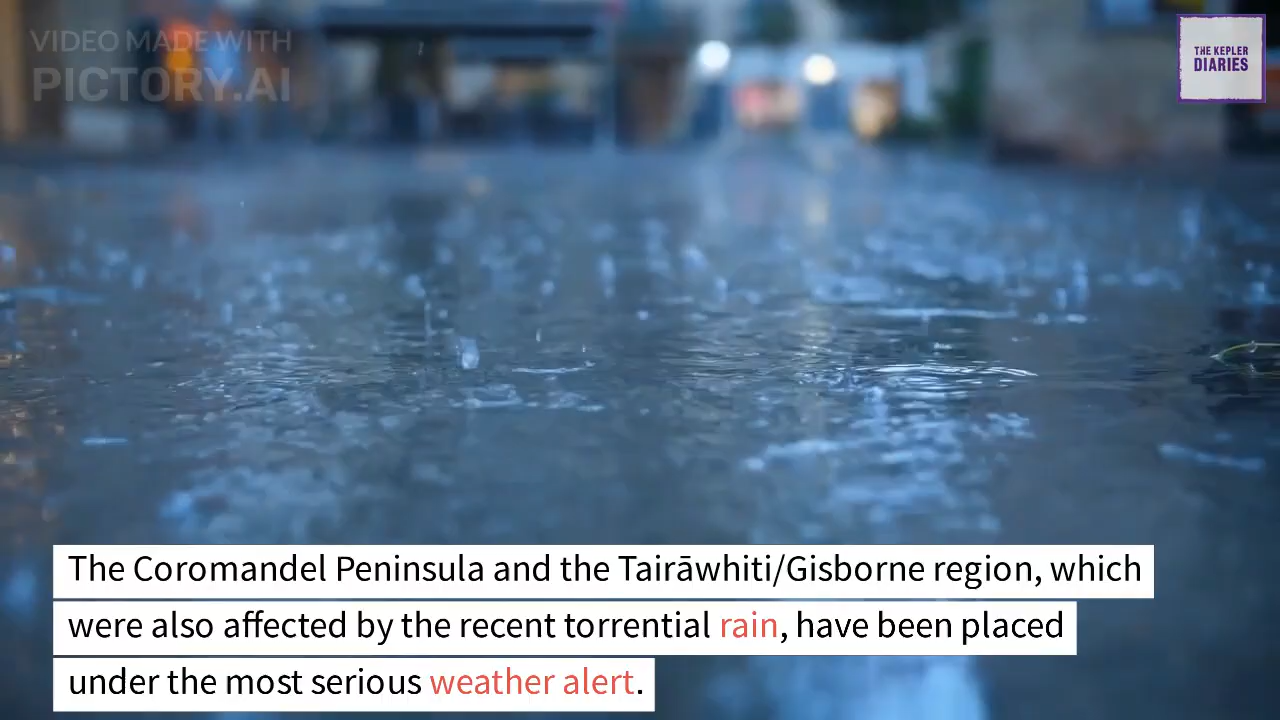 VIDEO MADE WITH
PICTORY.AI
THE KEPLER
DIARIES
The Coromandel Peninsula and the Tairāwhiti/Gisborne region, which
were also affected by the recent torrential rain, have been placed
under the most serious weather alert.